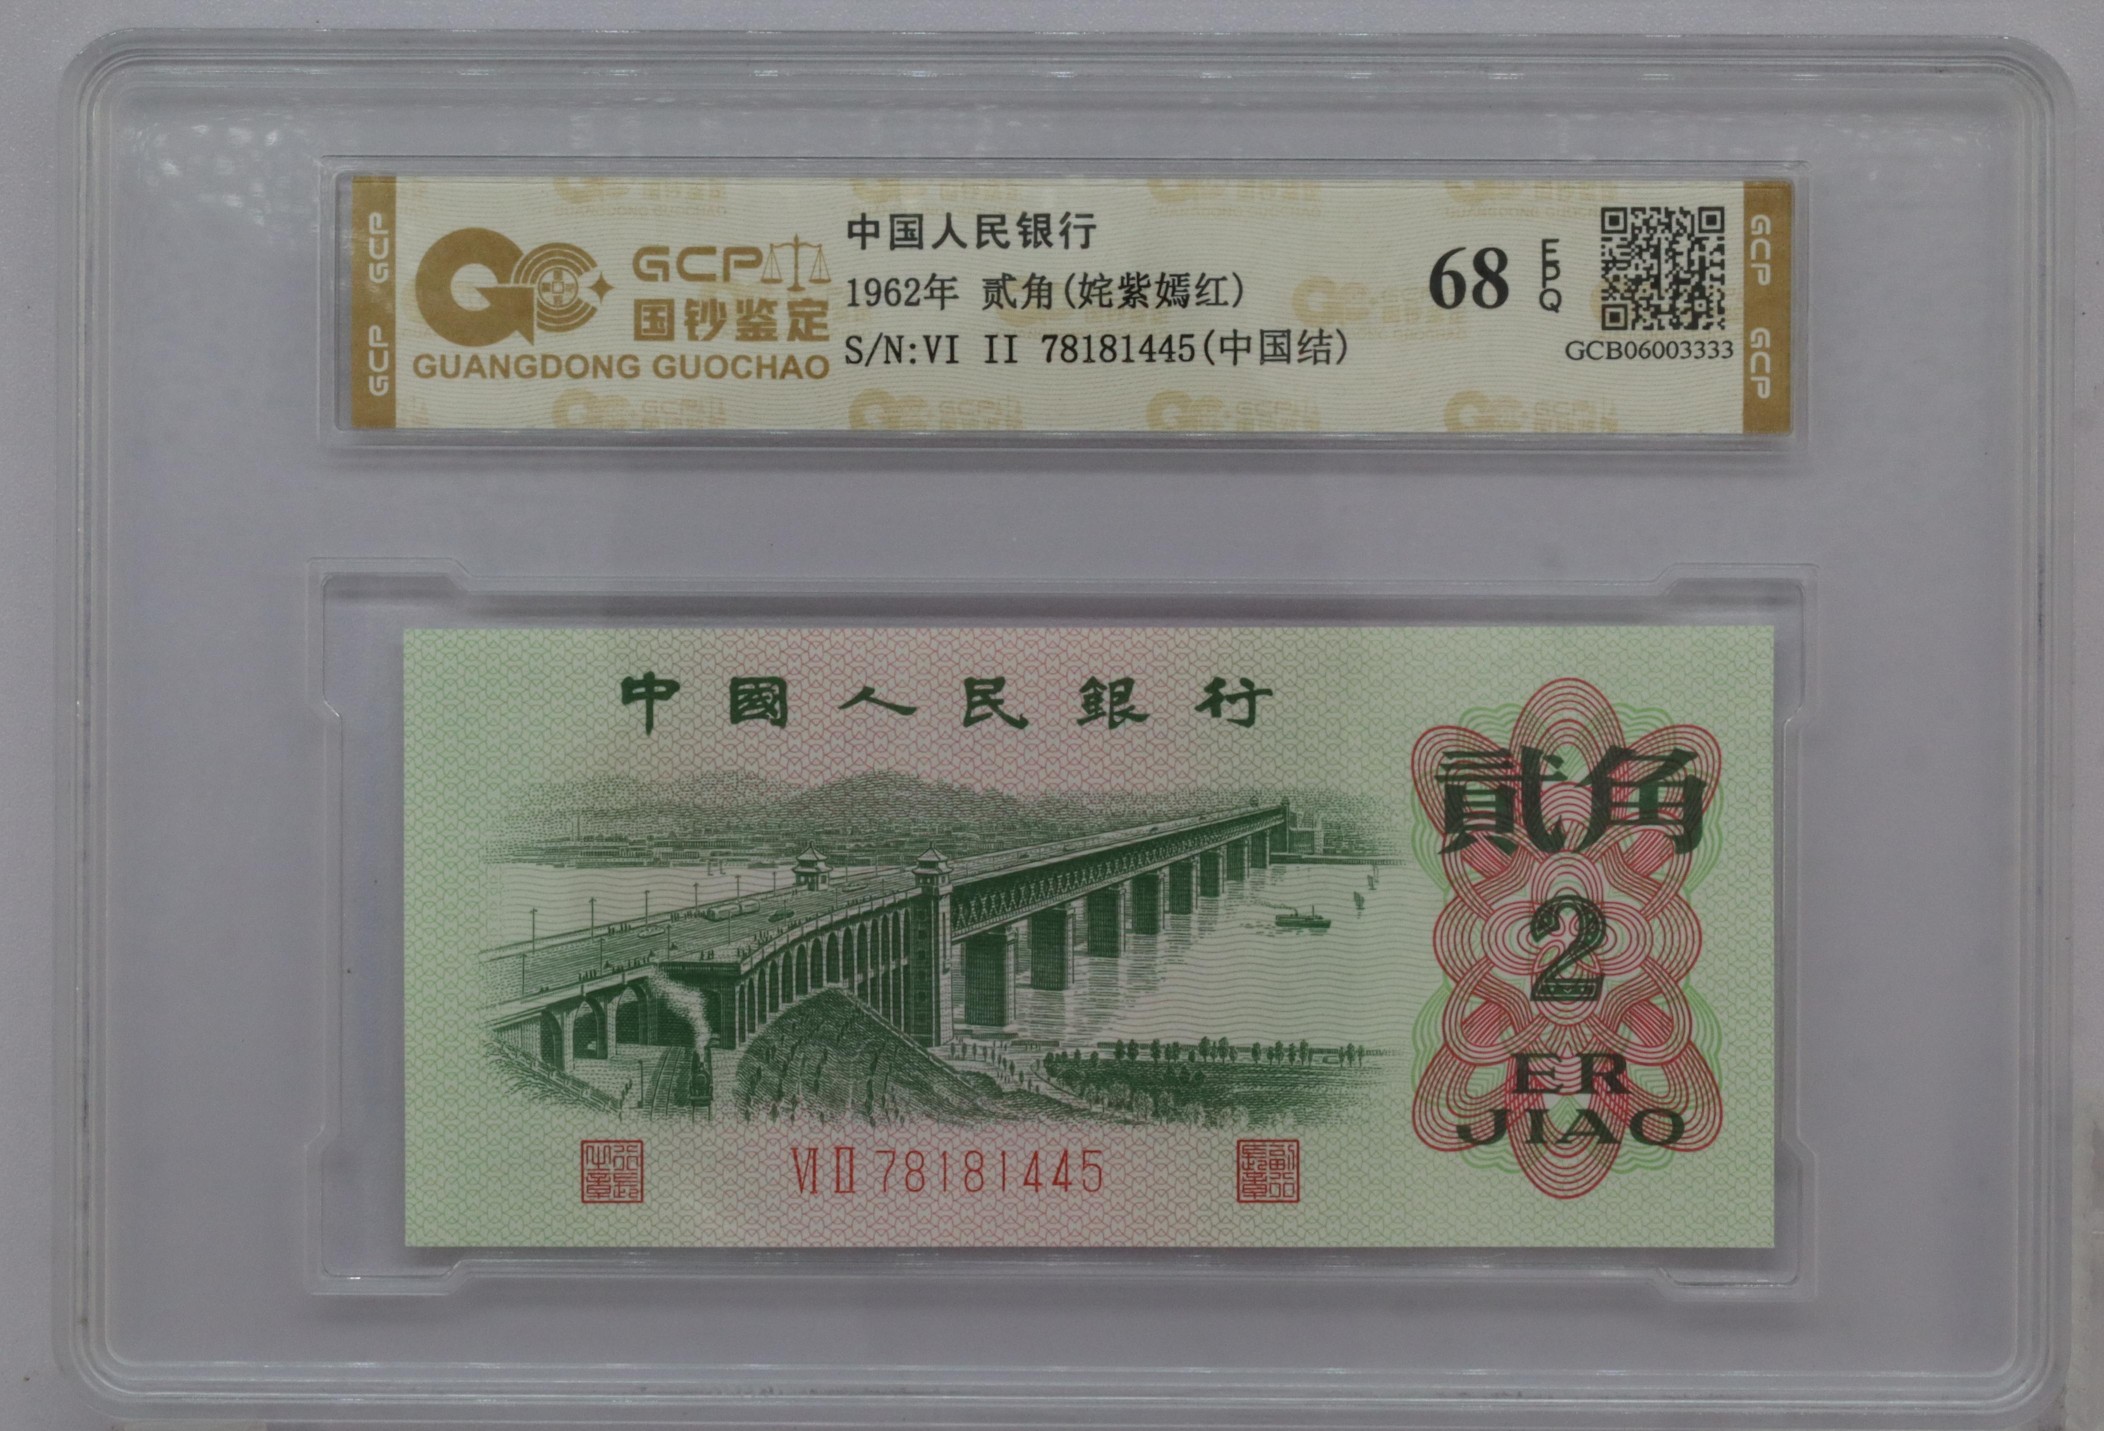 GCP
GCP
GCP
国钞鉴定
GUANGDONG GUOCHAO
中国人民银行
1962年 贰角(姹紫嫣红)
S/N:VI II 78181445(中国结)
68
EPQ
GCB06003333
GCP
GCP
中國人民銀行
貳角
2
ER
JIAO
VI II 78181445